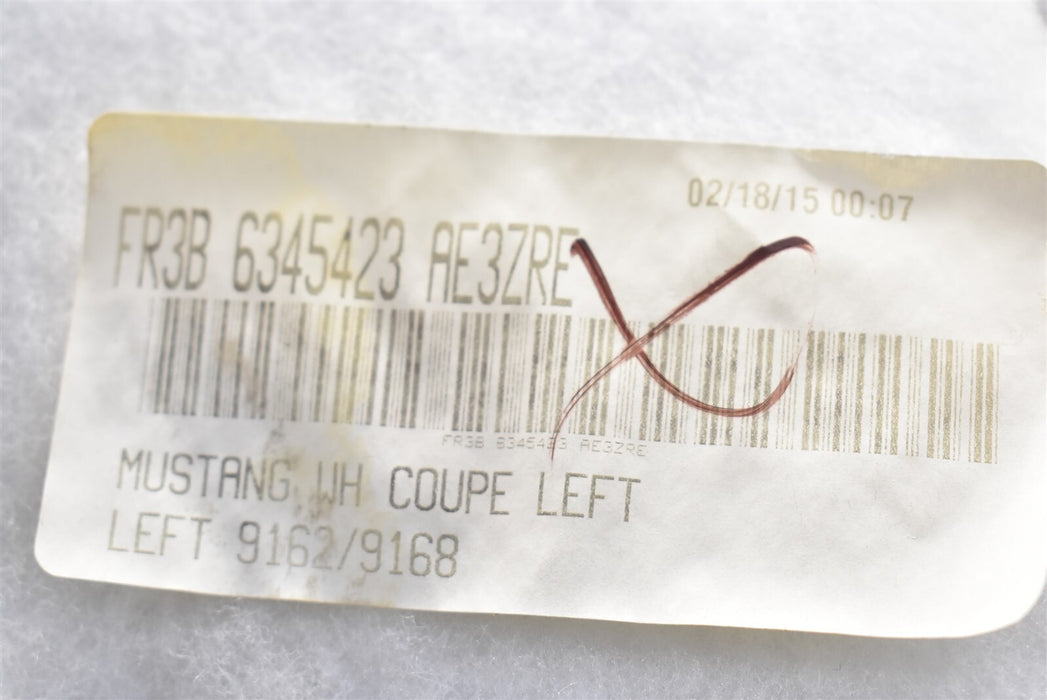 02/18/15 00:07
FR3B 6345423 AE3ZRE
FR3B 6345423 AE3ZRE
MUSTANG WH COUPE LEFT
LEFT 9162/9168